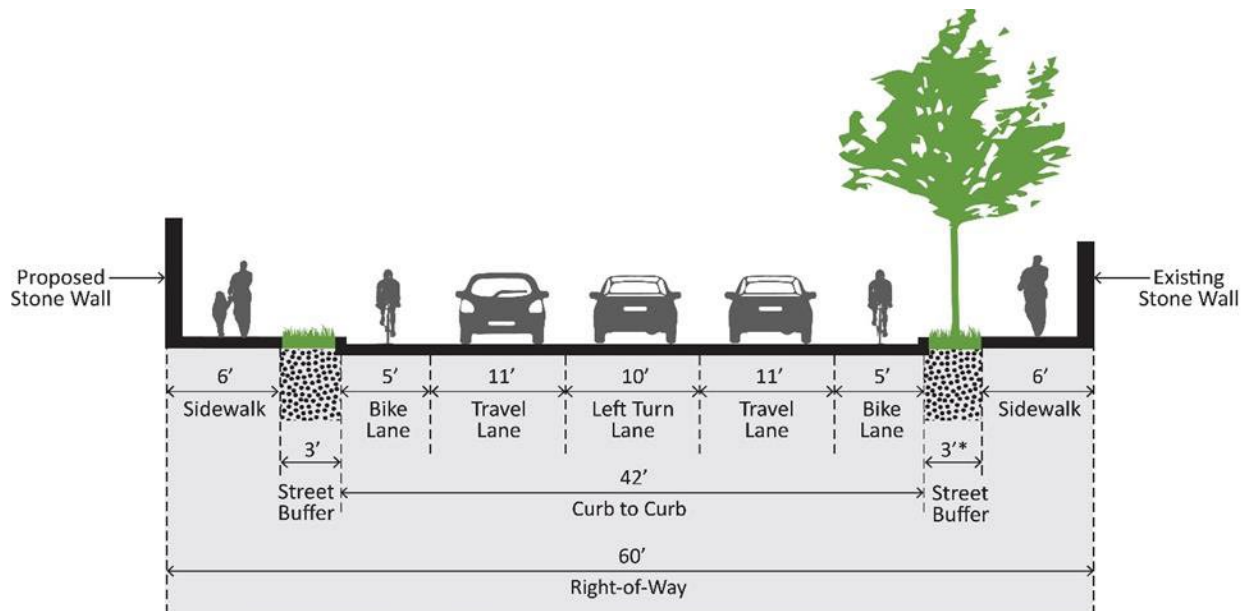 Proposed
Stone Wall
Existing
Stone Wall
6′
Sidewalk
5′
Bike
Lane
11′
Travel
Lane
10′
Left Turn
Lane
11′
Travel
Lane
5′
Bike
Lane
6′
Sidewalk
3′
Street
Buffer
42′
Curb to Curb
3′*
Street
Buffer
60′
Right-of-Way